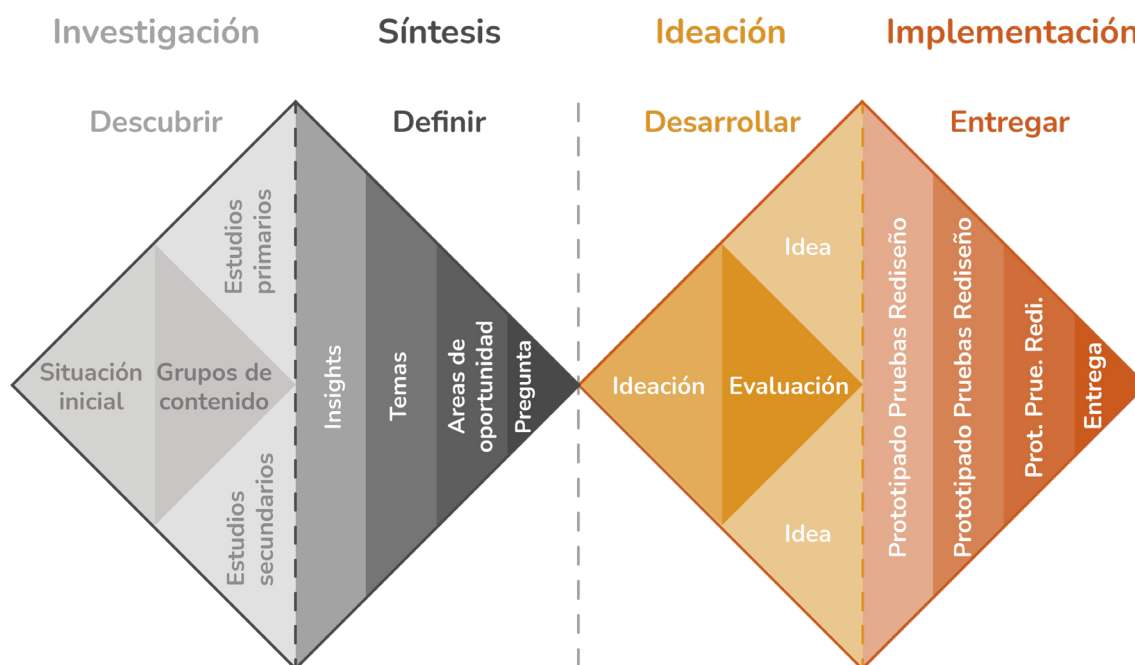 Investigación
Síntesis
Ideación
Implementación
Descubrir
Definir
Desarrollar
Entregar
Situación
inicial
Grupos de
contenido
Estudios
primarios
Estudios
secundarios
Insights
Temas
Areas de
oportunidad
Pregunta
Ideación
Evaluación
Idea
Idea
Prototipado Pruebas Rediseño
Prototipado Pruebas Rediseño
Prot. Prue. Redi.
Entrega